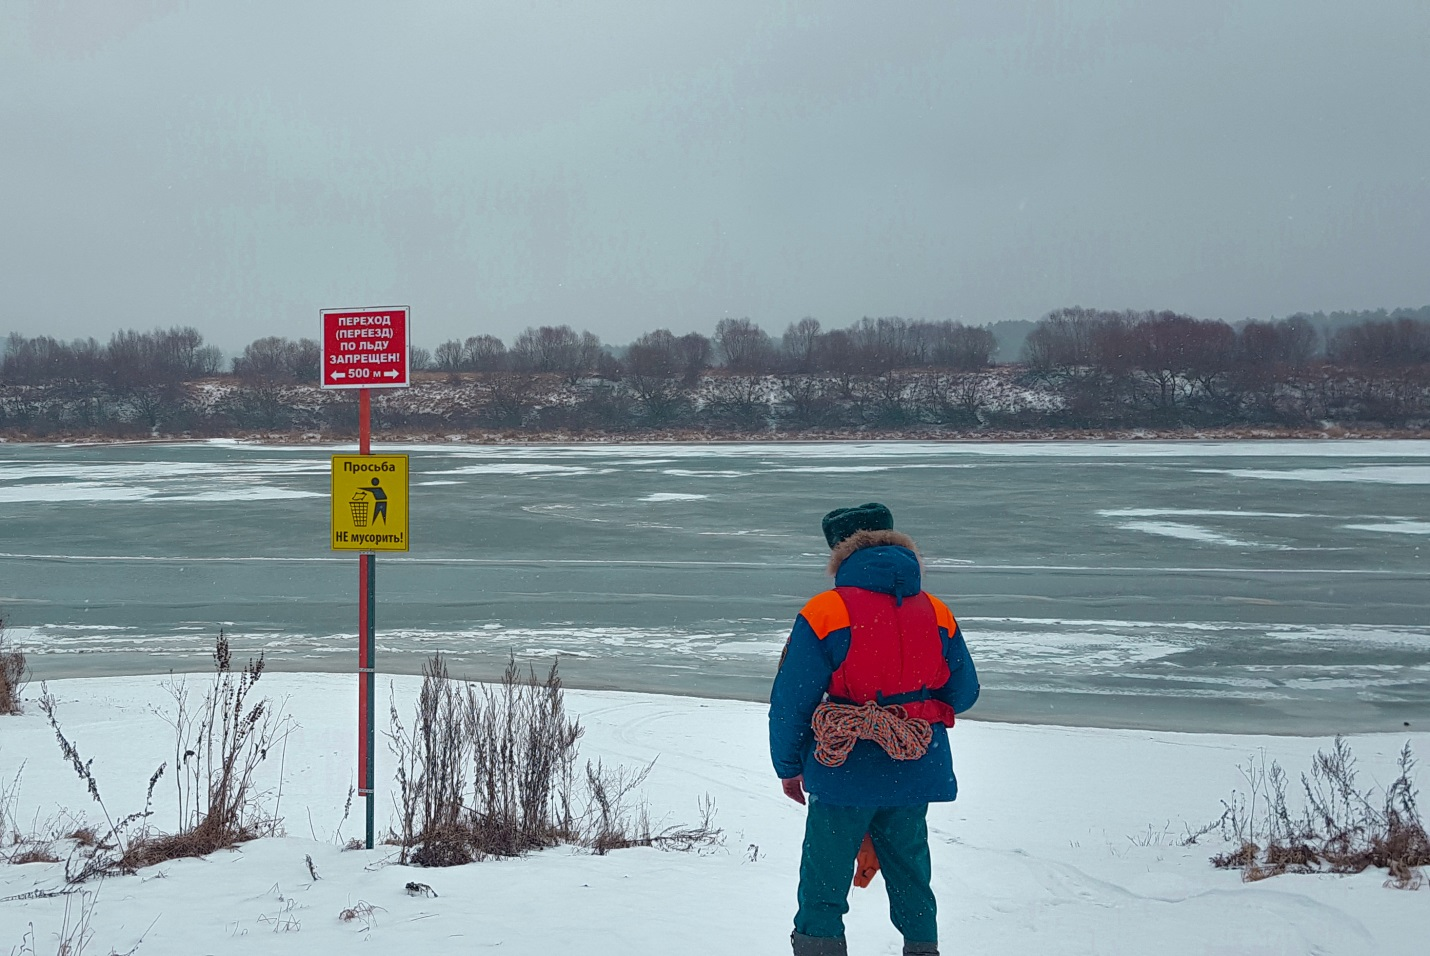 ПЕРЕХОД
(ПЕРЕЕЗД)
ПО ЛЬДУ
ЗАПРЕЩЕН!
500 м
Просьба
НЕ мусорить!